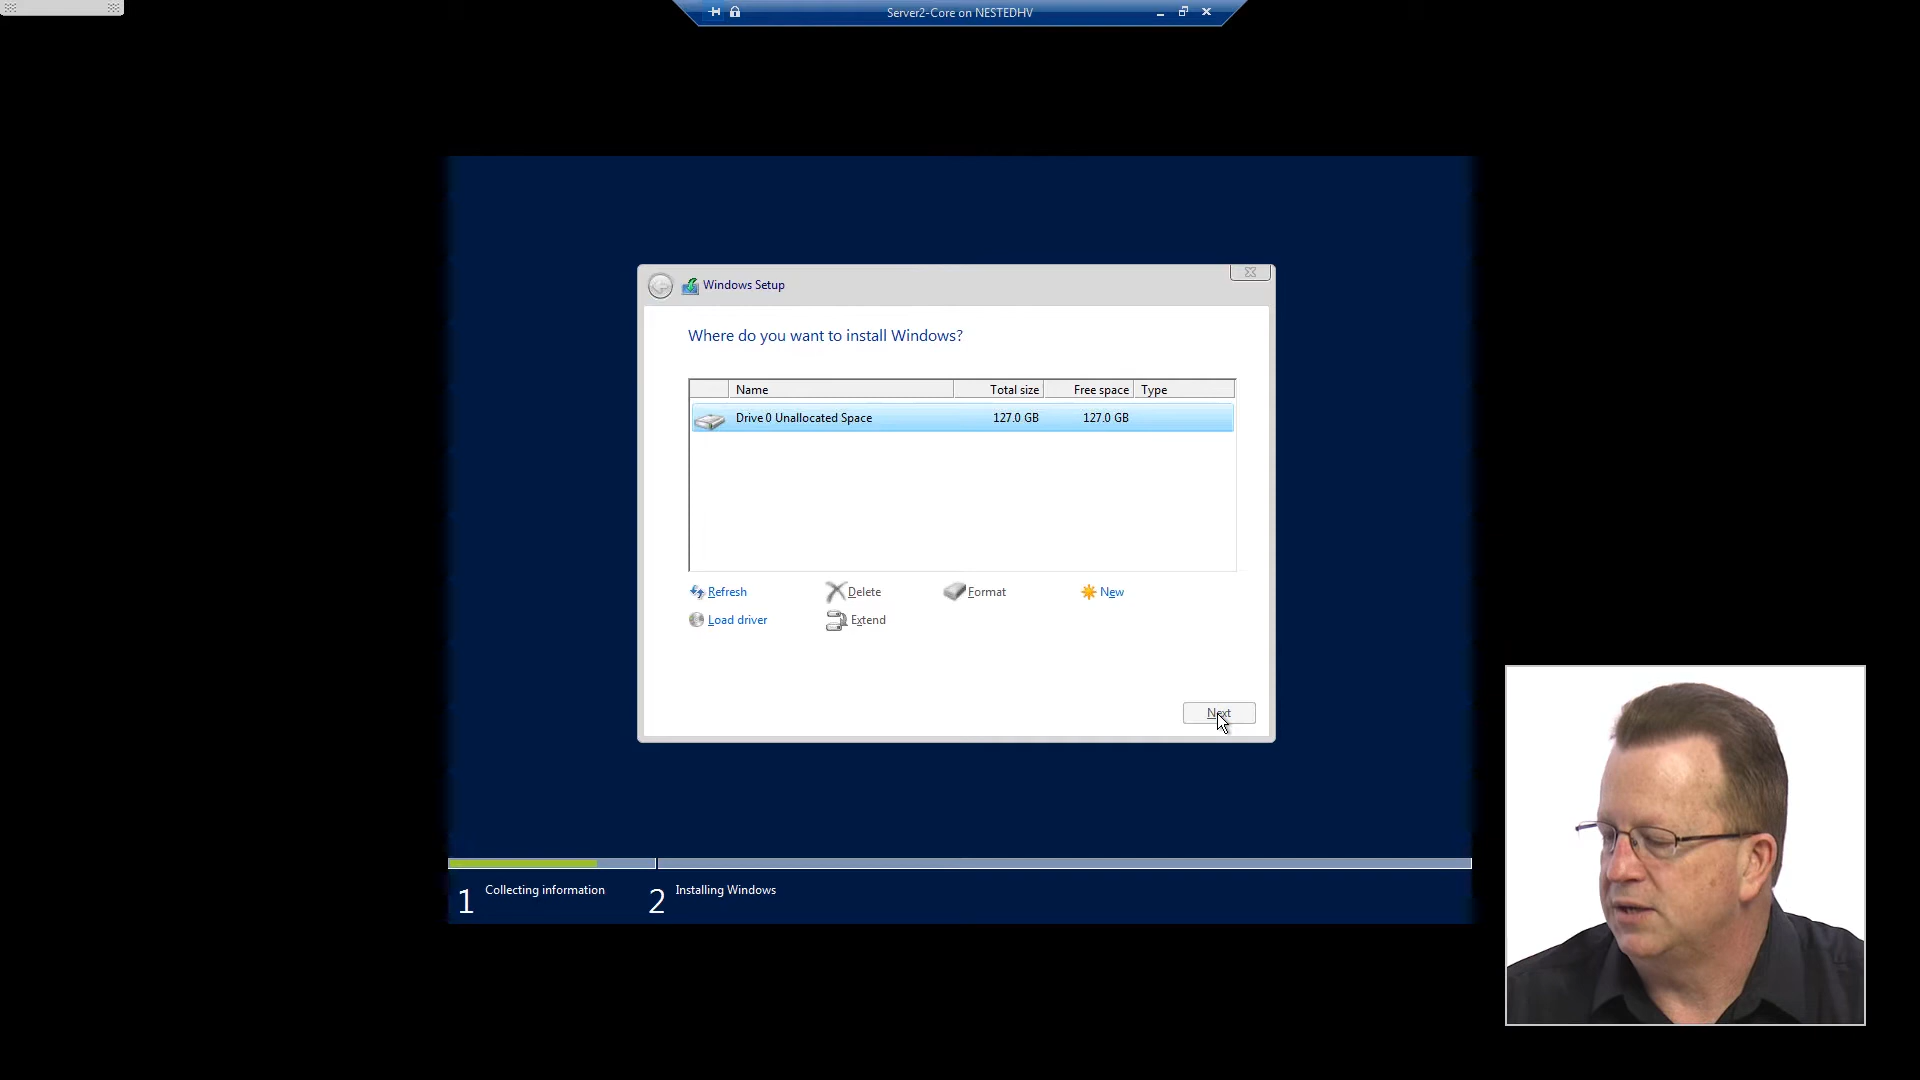 Server2-Core on NESTEDHV
Windows Setup
Where do you want to install Windows?
Name Total size Free space Type
Drive 0 Unallocated Space 127.0 GB 127.0 GB
Refresh Delete Format New
Load driver Extend
Next
1 Collecting information 2 Installing Windows